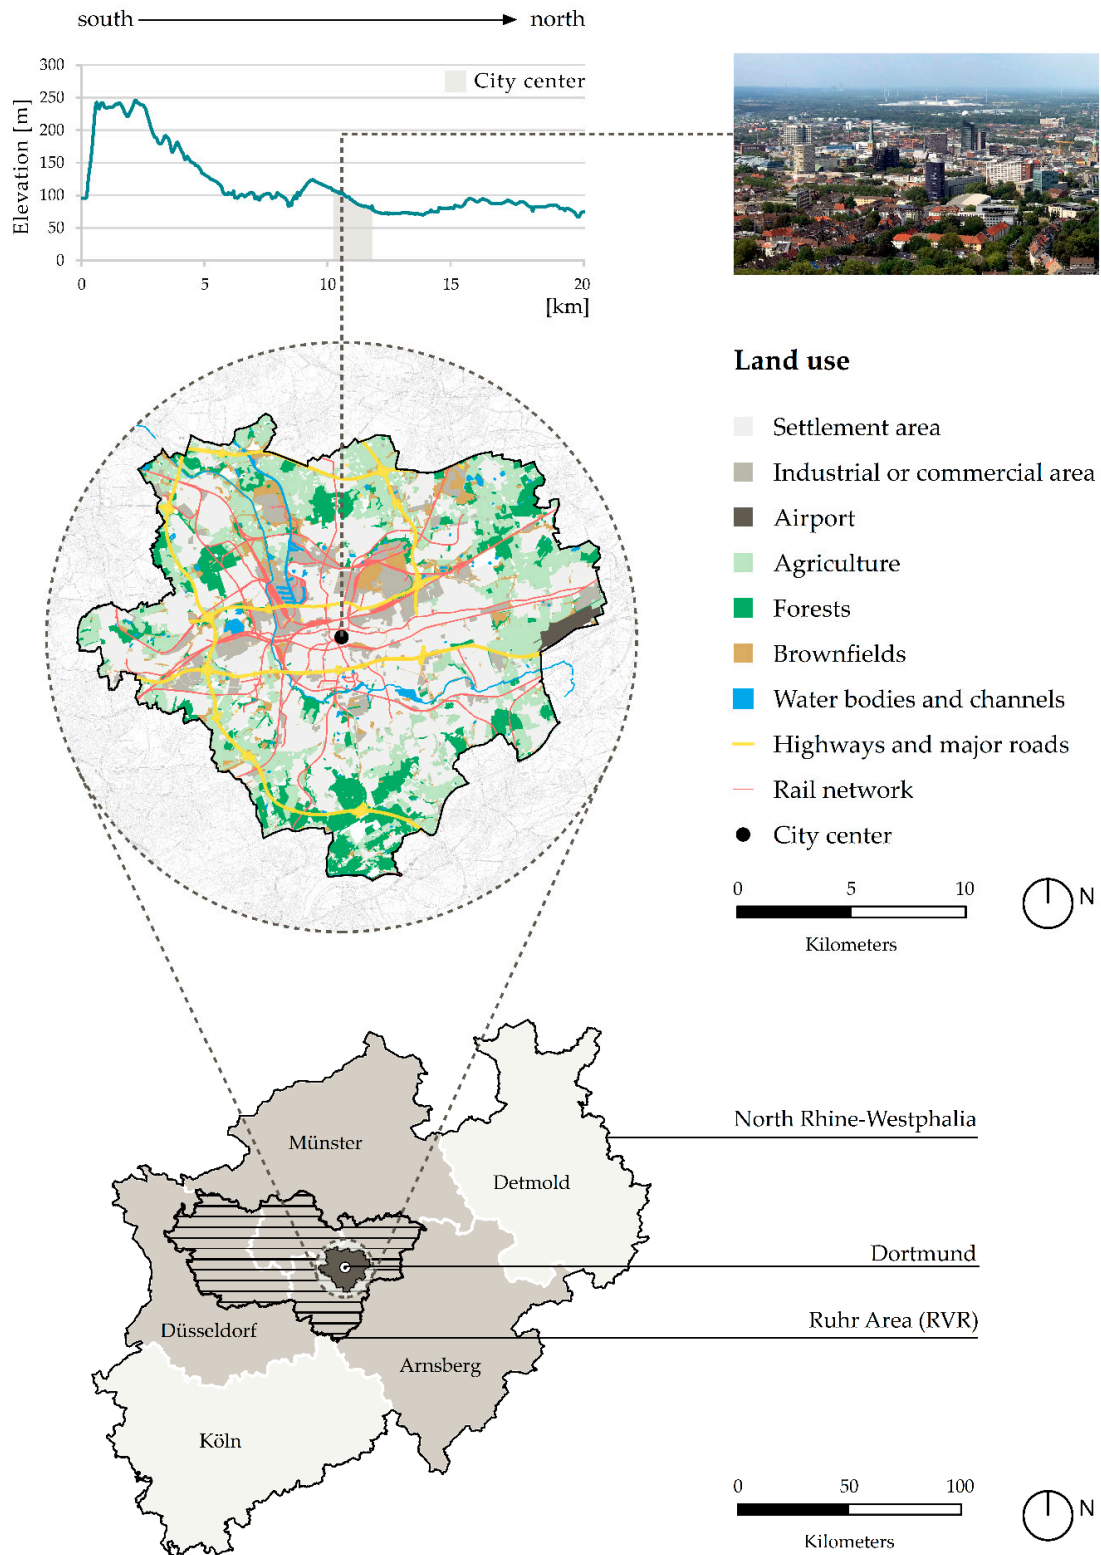 south north
300
250
200
150
100
50
0
Elevation [m]
City center
0 5 10 15 20
[km]
Land use
Settlement area
Industrial or commercial area
Airport
Agriculture
Forests
Brownfields
Water bodies and channels
Highways and major roads
Rail network
City center
0 5 10
Kilometers
N
Münster
Detmold
Düsseldorf
Arnsberg
Köln
North Rhine-Westphalia
Dortmund
Ruhr Area (RVR)
0 50 100
Kilometers
N